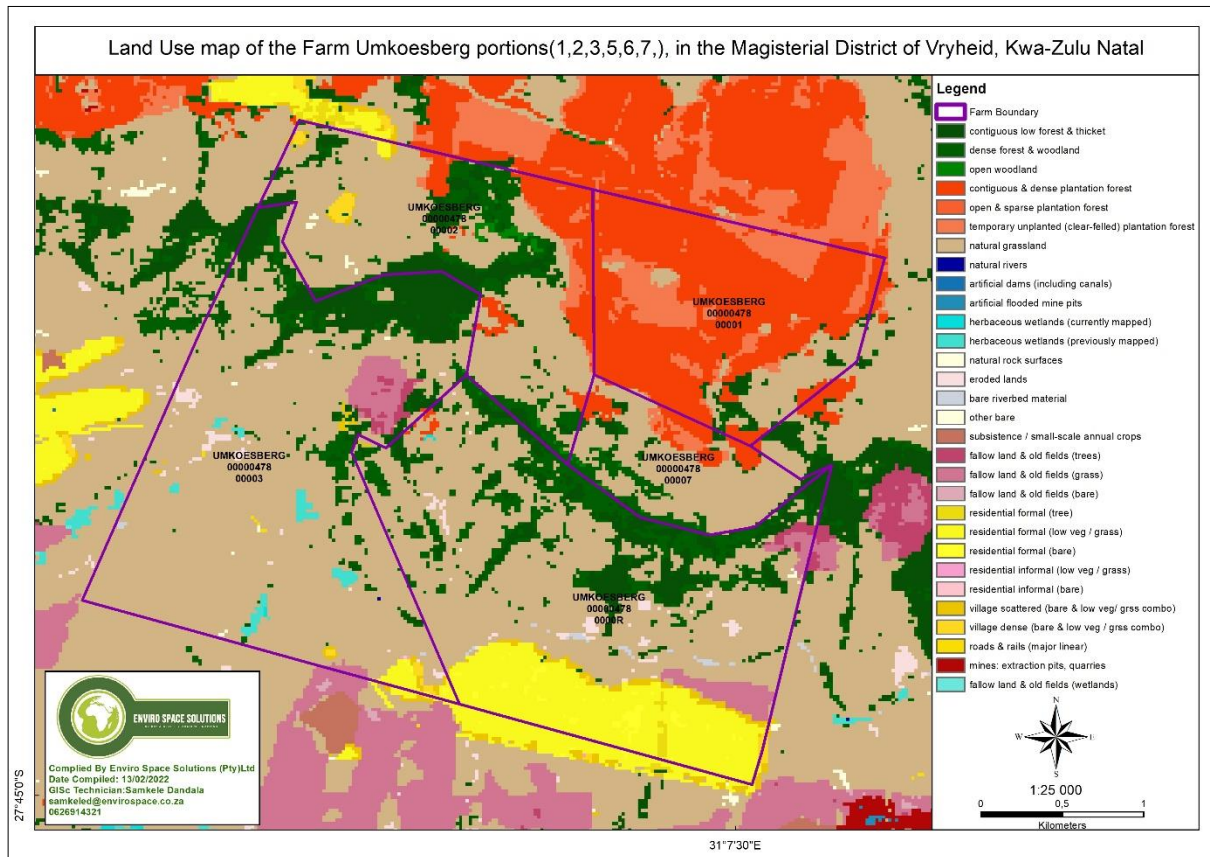 Land Use map of the Farm Umkoesberg portions(1,2,3,5,6,7,), in the Magisterial District of Vryheid, Kwa-Zulu Natal
UMKOESBERG
00000478
00002
UMKOESBERG
00000478
00001
UMKOESBERG
00000478
00003
UMKOESBERG
00000478
00007
UMKOESBERG
00000478
0000R
ENVIRO SPACE SOLUTIONS
Complied By Enviro Space Solutions (Pty)Ltd
Date Compiled: 13/02/2022
GISc Technician:Samkele Dandala
samkeled@envirospace.co.za
0626914321
27°45'0"S
31°7'30"E
Legend
Farm Boundary
contiguous low forest & thicket
dense forest & woodland
open woodland
contiguous & dense plantation forest
open & sparse plantation forest
temporary unplanted (clear-felled) plantation forest
natural grassland
natural rivers
artificial dams (including canals)
artificial flooded mine pits
herbaceous wetlands (currently mapped)
herbaceous wetlands (previously mapped)
natural rock surfaces
eroded lands
bare riverbed material
other bare
subsistence / small-scale annual crops
fallow land & old fields (trees)
fallow land & old fields (grass)
fallow land & old fields (bare)
residential formal (tree)
residential formal (low veg / grass)
residential formal (bare)
residential informal (low veg / grass)
residential informal (bare)
village scattered (bare & low veg/ grss combo)
village dense (bare & low veg / grss combo)
roads & rails (major linear)
mines: extraction pits, quarries
fallow land & old fields (wetlands)
N
W E
S
1:25 000
0 0,5 1
Kilometers